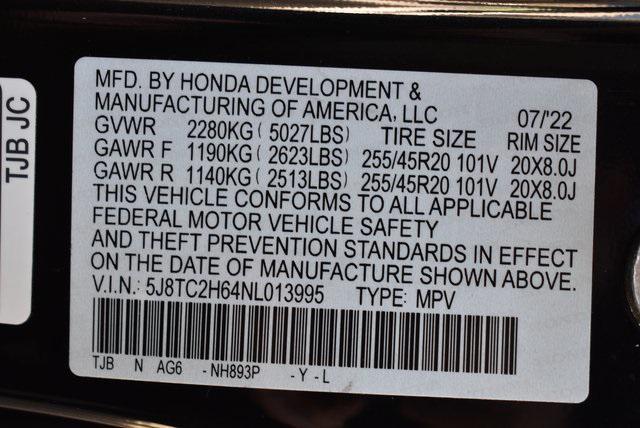 TJB JC
MFD. BY HONDA DEVELOPMENT &
MANUFACTURING OF AMERICA, LLC 07/'22
GVWR 2280KG ( 5027LBS) TIRE SIZE RIM SIZE
GAWR F 1190KG ( 2623LBS) 255/45R20 101V 20X8.0J
GAWR R 1140KG ( 2513LBS) 255/45R20 101V 20X8.0J
THIS VEHICLE CONFORMS TO ALL APPLICABLE
FEDERAL MOTOR VEHICLE SAFETY
AND THEFT PREVENTION STANDARDS IN EFFECT
ON THE DATE OF MANUFACTURE SHOWN ABOVE.
V.I.N.: 5J8TC2H64NL013995 TYPE: MPV
TJB N AG6 -NH893P -Y-L